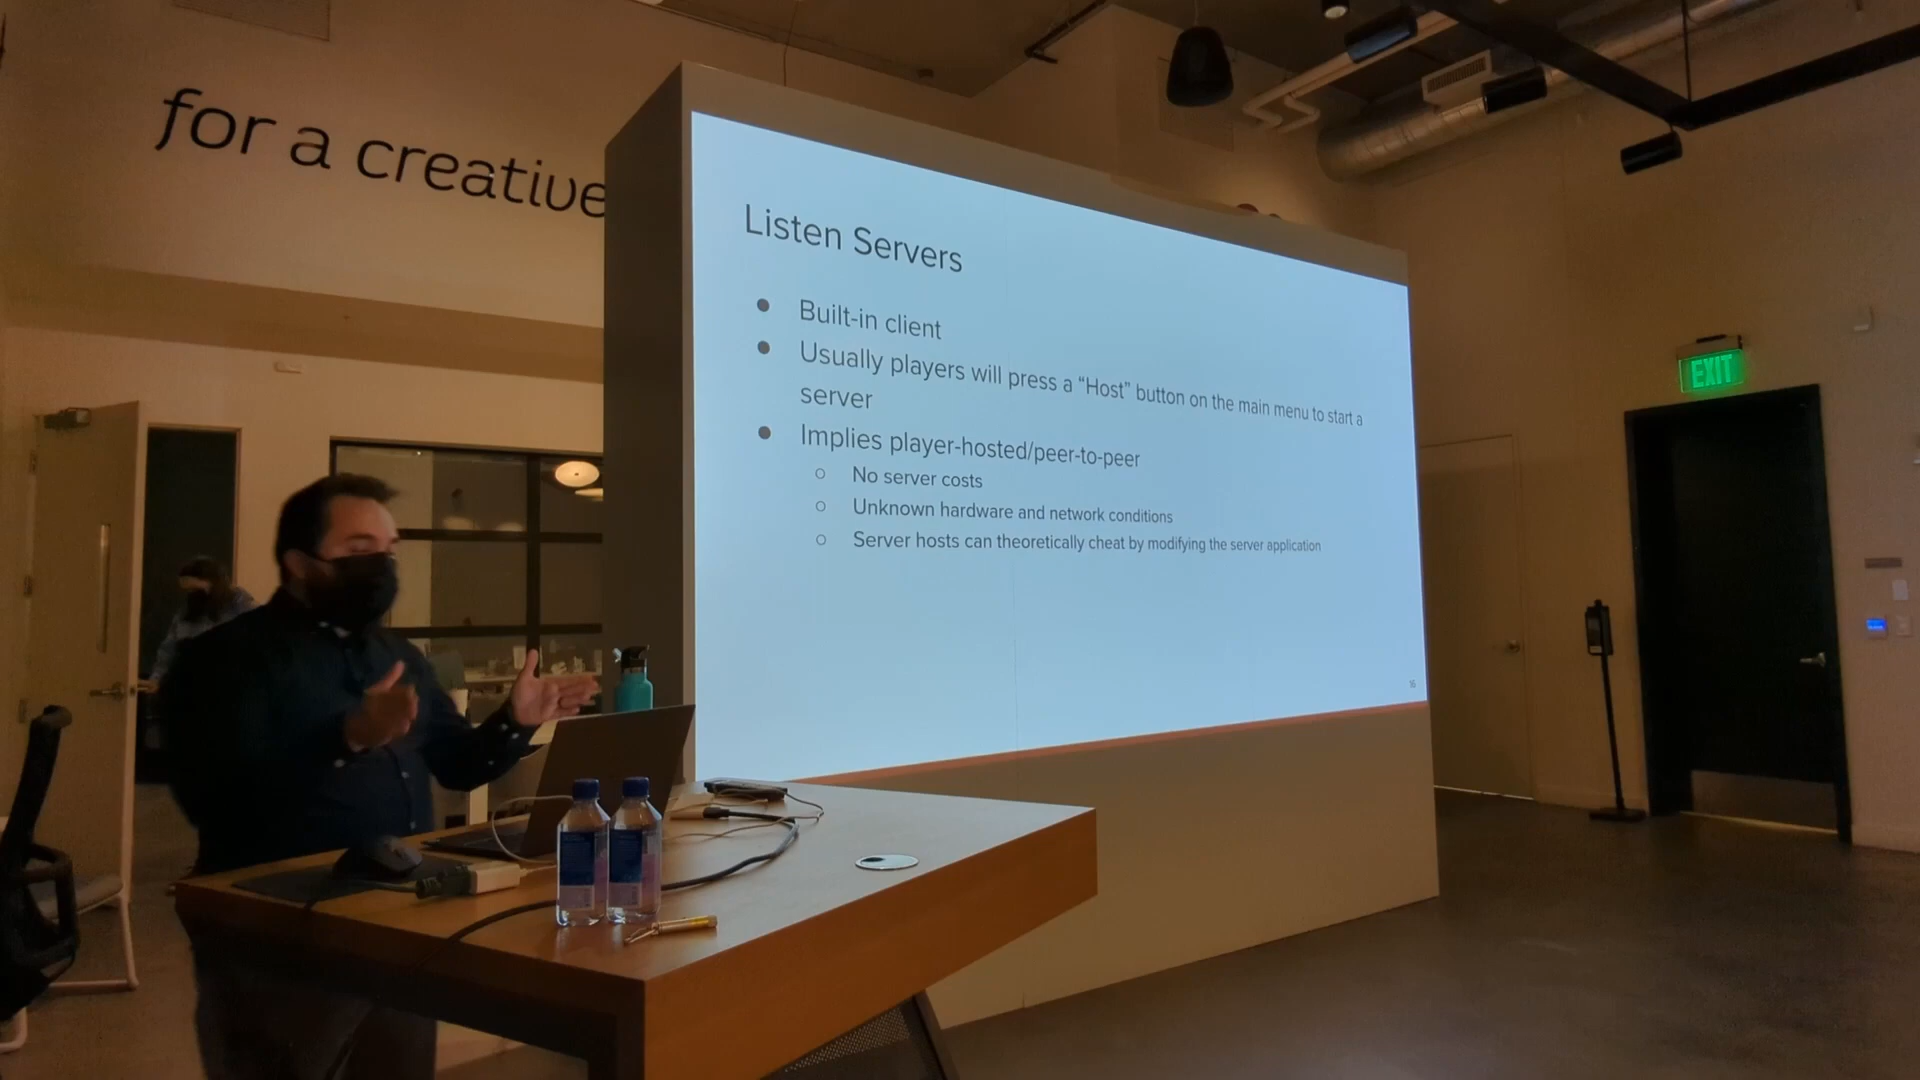 for a creative
Listen Servers
Built-in client
Usually players will press a “Host” button on the main menu to start a
server
Implies player-hosted/peer-to-peer
No server costs
Unknown hardware and network conditions
Server hosts can theoretically cheat by modifying the server application
EXIT